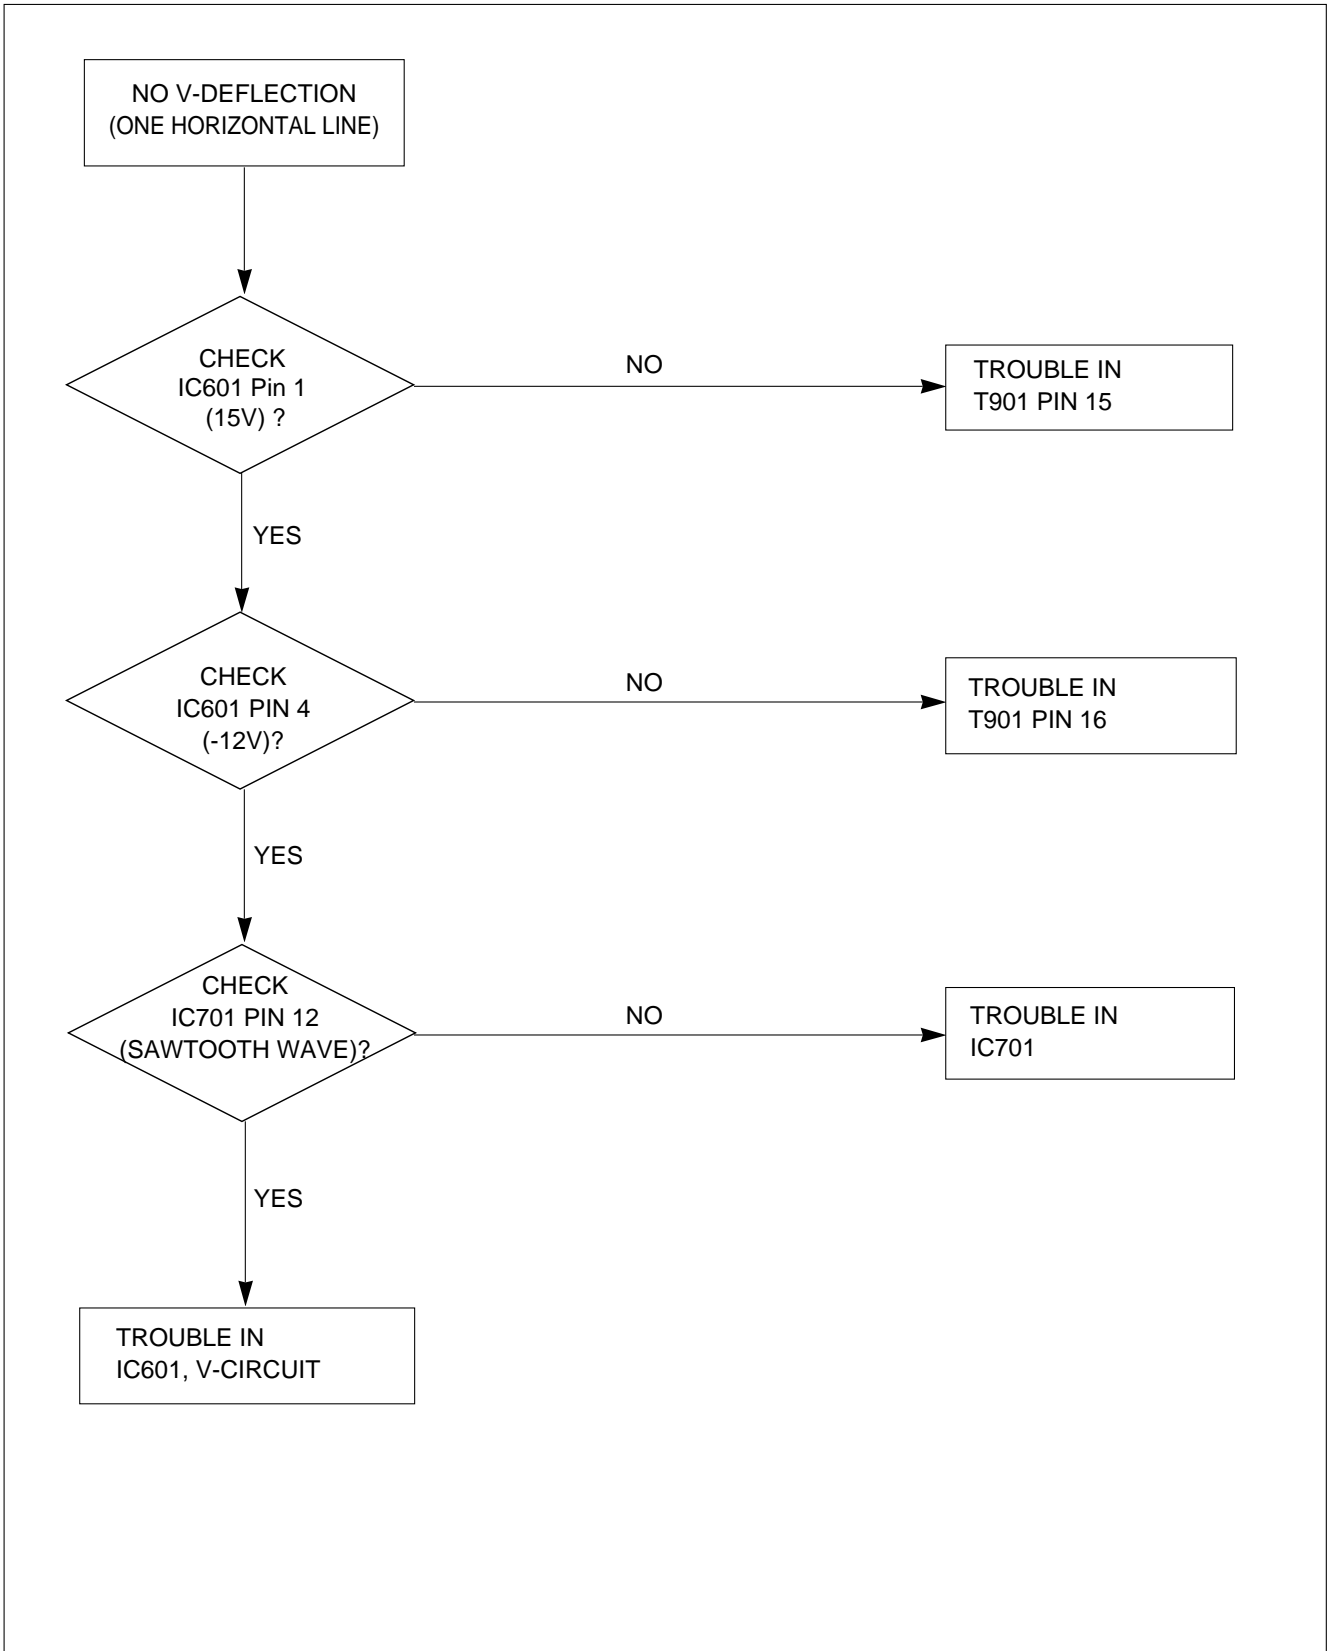 NO V-DEFLECTION
(ONE HORIZONTAL LINE)
CHECK
IC601 Pin 1
(15V) ?
NO
TROUBLE IN
T901 PIN 15
YES
CHECK
IC601 PIN 4
(-12V)?
NO
TROUBLE IN
T901 PIN 16
YES
CHECK
IC701 PIN 12
(SAWTOOTH WAVE)?
NO
TROUBLE IN
IC701
YES
TROUBLE IN
IC601, V-CIRCUIT